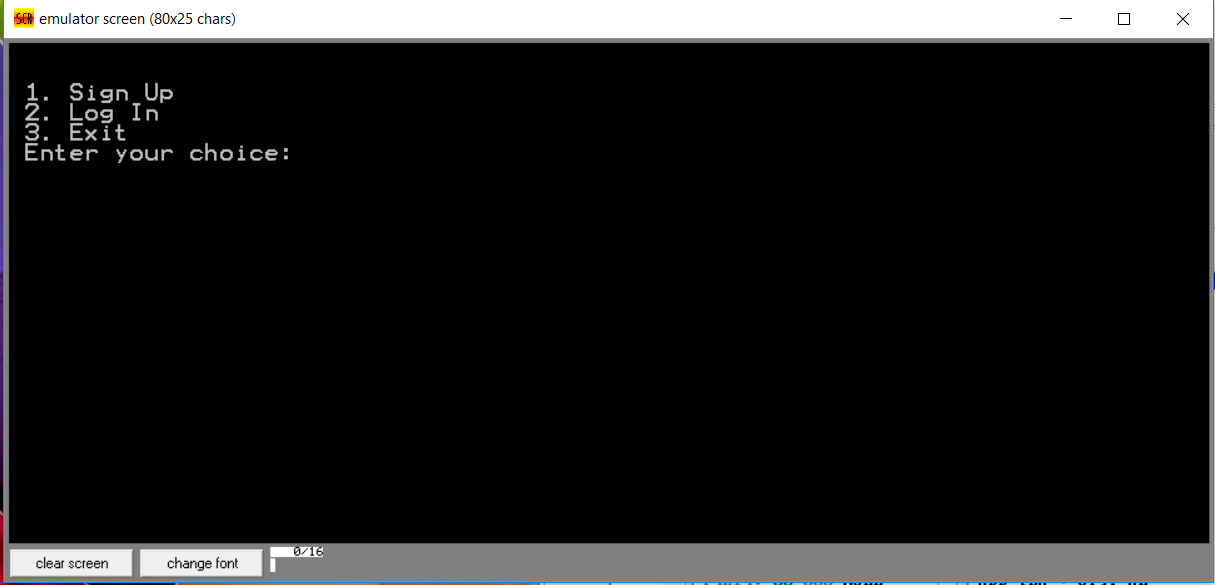 SCR emulator screen (80x25 chars)
1. Sign Up
2. Log In
3. Exit
Enter your choice:
clear screen
change font
0/16